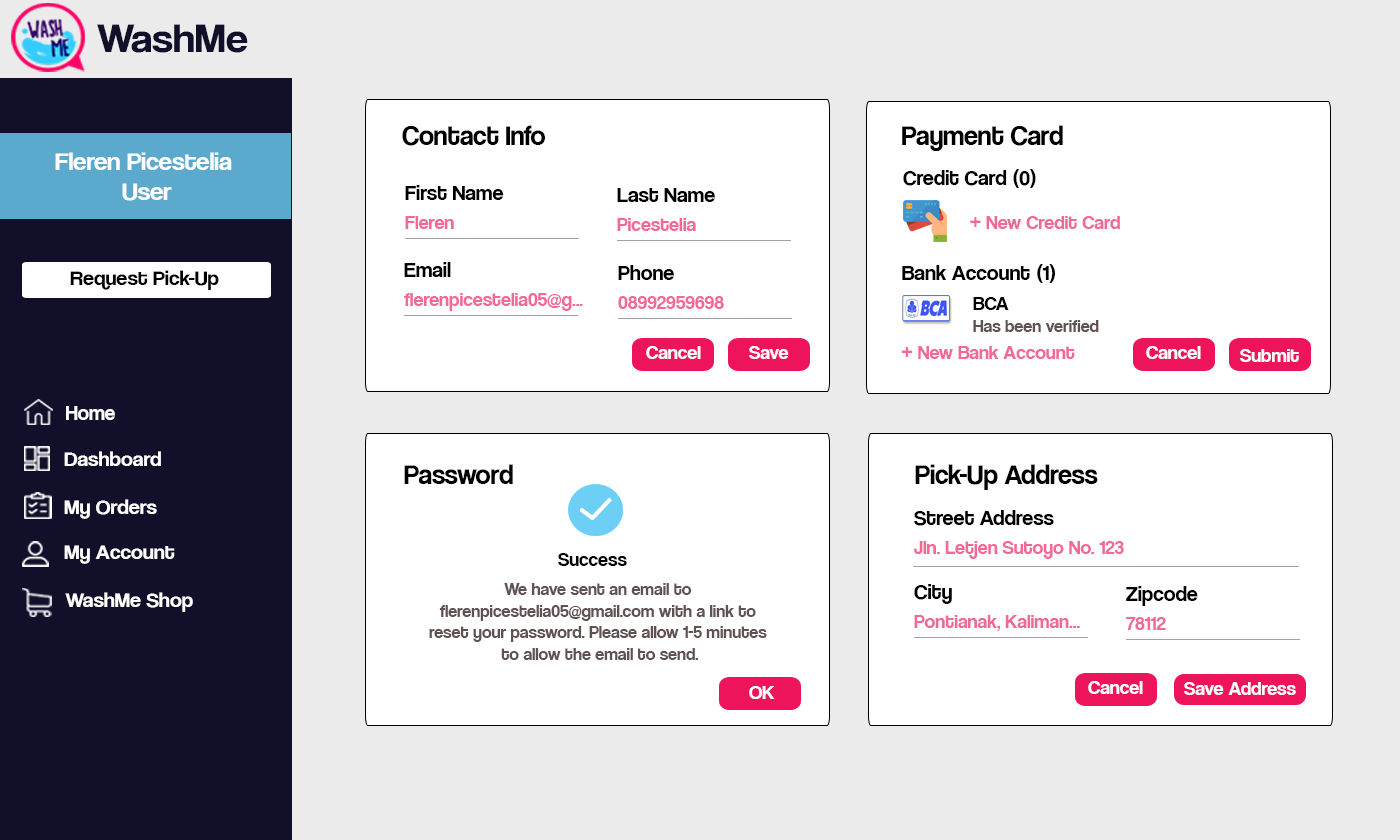 WASH
ME
WashMe
Fleren Picestelia
User
Request Pick-Up
Home
Dashboard
My Orders
My Account
WashMe Shop
Contact Info
First Name
Last Name
Fleren
Picestelia
Email
Phone
flerenpicestelia05@g...
08992959698
Cancel
Save
Payment Card
Credit Card (0)
+ New Credit Card
Bank Account (1)
BCA
BCA
Has been verified
+ New Bank Account
Cancel
Submit
Password
Success
We have sent an email to
flerenpicestelia05@gmail.com with a link to
reset your password. Please allow 1-5 minutes
to allow the email to send.
OK
Pick-Up Address
Street Address
Jln. Letjen Sutoyo No. 123
City
Zipcode
Pontianak, Kaliman...
78112
Cancel
Save Address